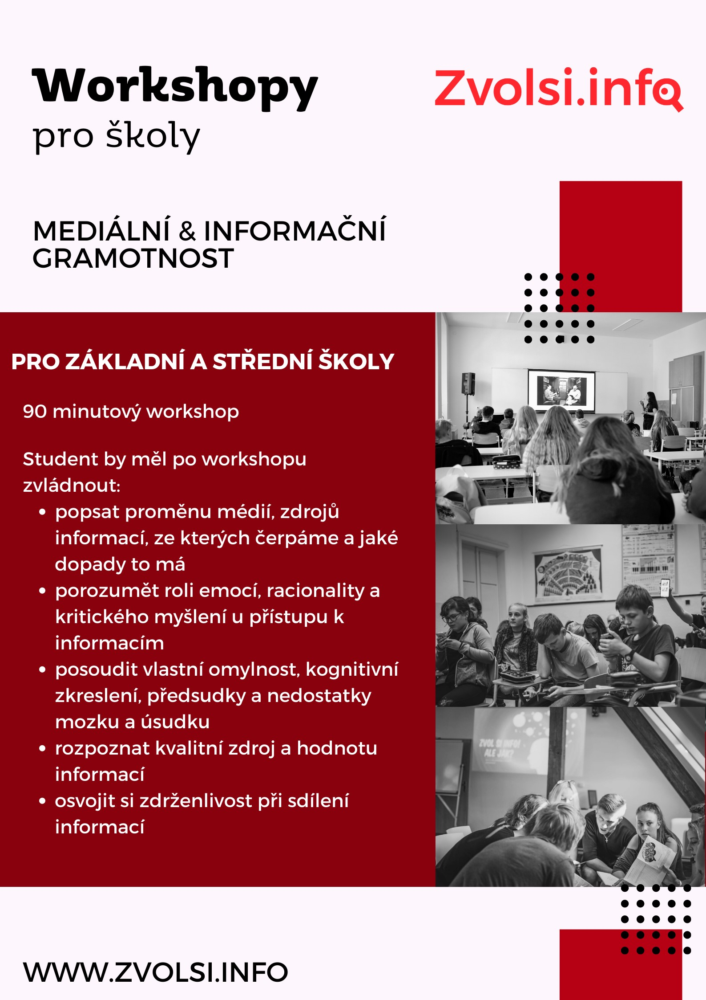 Workshopy
pro školy
Zvolsi.info
MEDIÁLNÍ & INFORMAČNÍ
GRAMOTNOST
PRO ZÁKLADNÍ A STŘEDNÍ ŠKOLY
90 minutový workshop
Student by měl po workshopu
zvládnout:
• popsat proměnu médií, zdrojů
informací, ze kterých čerpáme a jaké
dopady to má
• porozumět roli emocí, racionality a
kritického myšlení u přístupu k
informacím
• posoudit vlastní omylnost, kognitivní
zkreslení, předsudky a nedostatky
mozku a úsudku
• rozpoznat kvalitní zdroj a hodnotu
informací
• osvojit si zdrženlivost při sdílení
informací
ZVOL SI INFO!
ALE JAK?
ZVOL SI
INFO
WWW.ZVOLSI.INFO